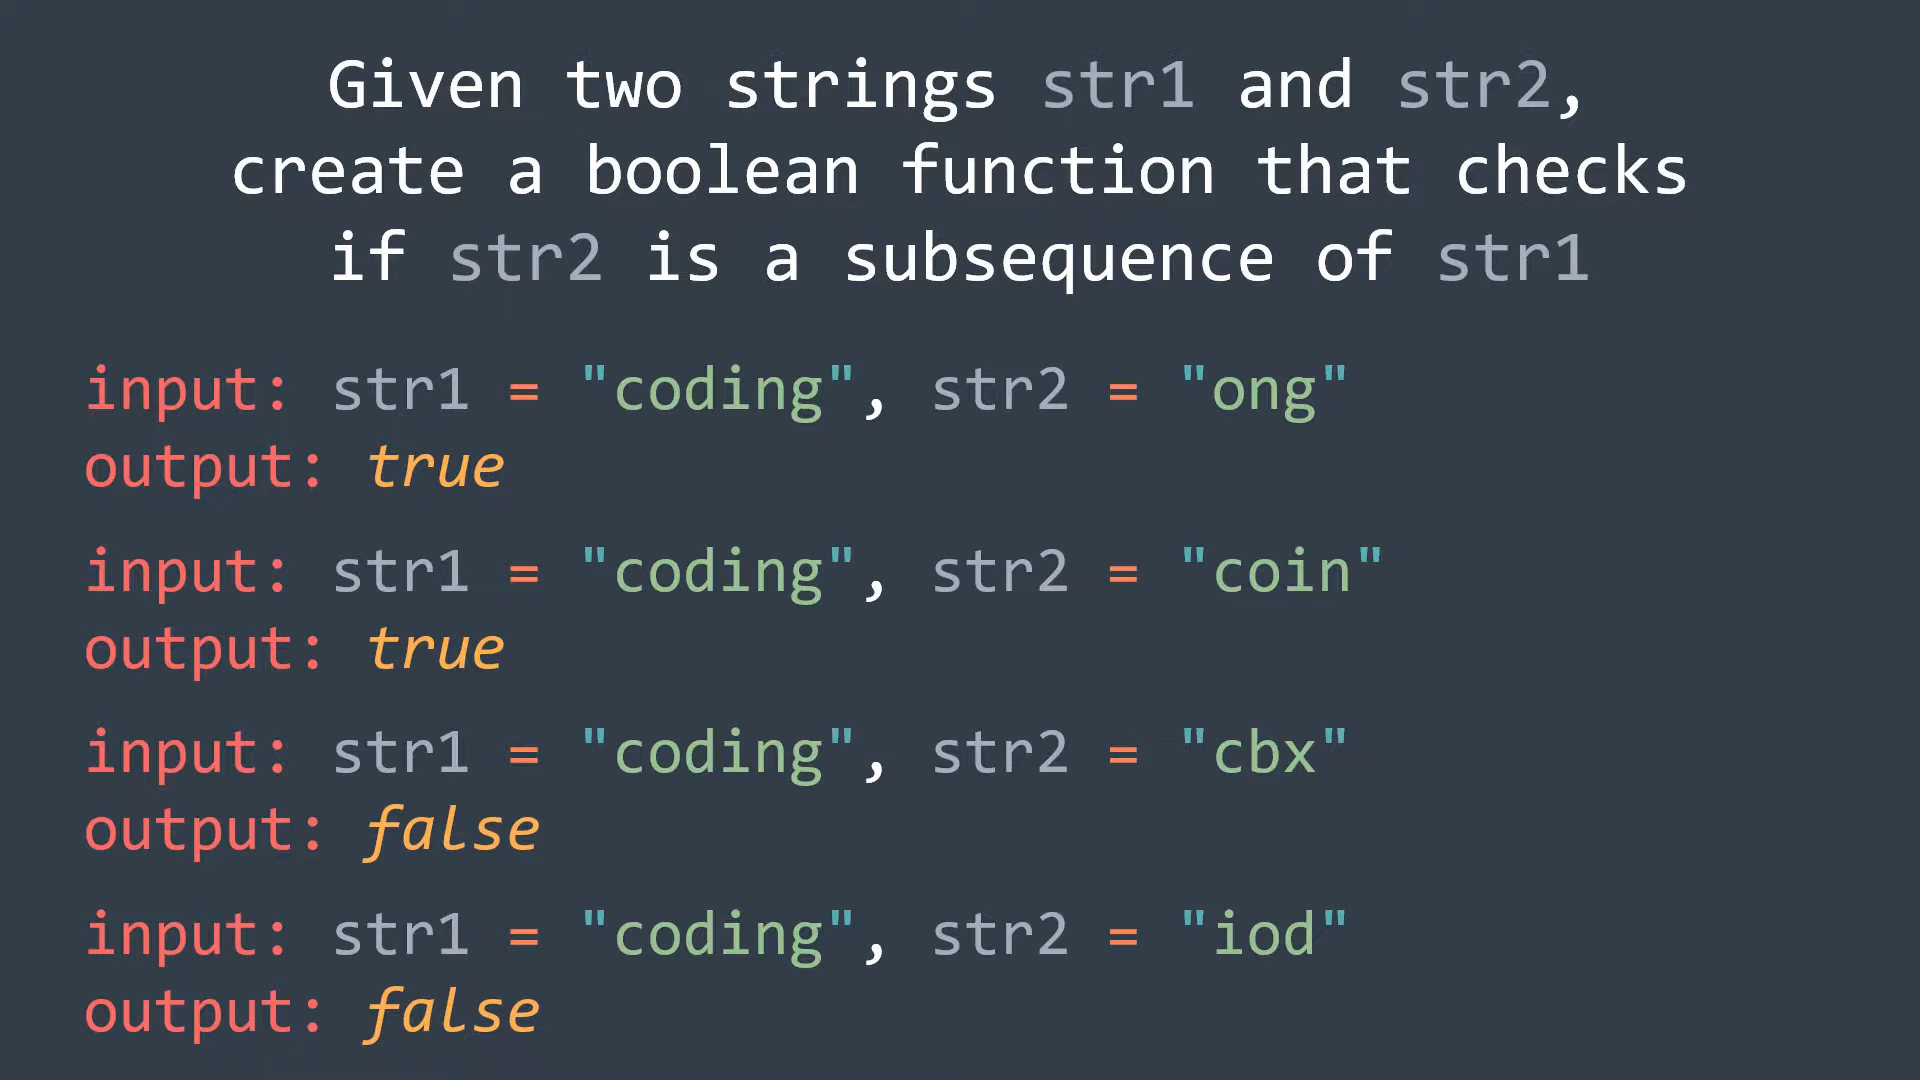 Given two strings str1 and str2,
create a boolean function that checks
if str2 is a subsequence of str1
input: str1 = "coding", str2 = "ong"
output: true
input: str1 = "coding", str2 = "coin"
output: true
input: str1 = "coding", str2 = "cbx"
output: false
input: str1 = "coding", str2 = "iod"
output: false